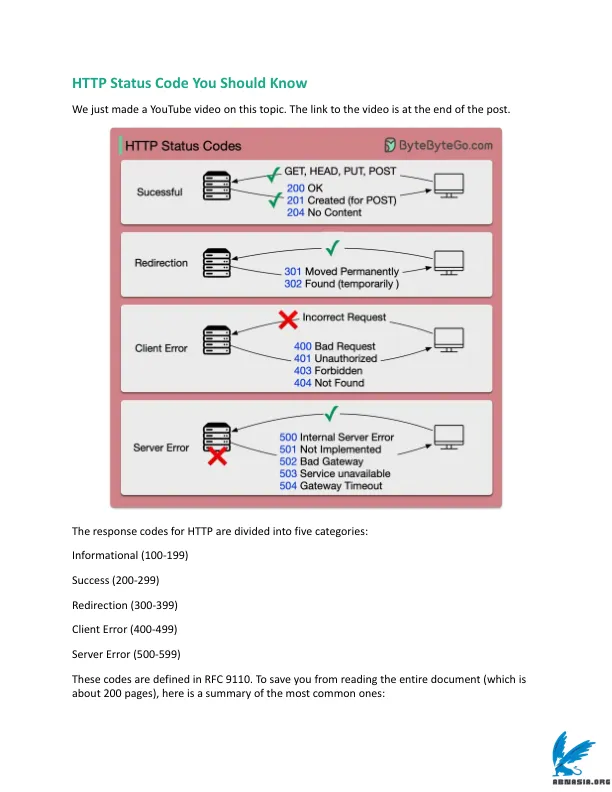 HTTP Status Code You Should Know
We just made a YouTube video on this topic. The link to the video is at the end of the post.
HTTP Status Codes
ByteByteGo.com
Sucessful
GET, HEAD, PUT, POST
200 OK
201 Created (for POST)
204 No Content
Redirection
301 Moved Permanently
302 Found (temporarily )
Client Error
Incorrect Request
400 Bad Request
401 Unauthorized
403 Forbidden
404 Not Found
Server Error
500 Internal Server Error
501 Not Implemented
502 Bad Gateway
503 Service unavailable
504 Gateway Timeout
The response codes for HTTP are divided into five categories:
Informational (100-199)
Success (200-299)
Redirection (300-399)
Client Error (400-499)
Server Error (500-599)
These codes are defined in RFC 9110. To save you from reading the entire document (which is
about 200 pages), here is a summary of the most common ones:
ABNASIA.ORG